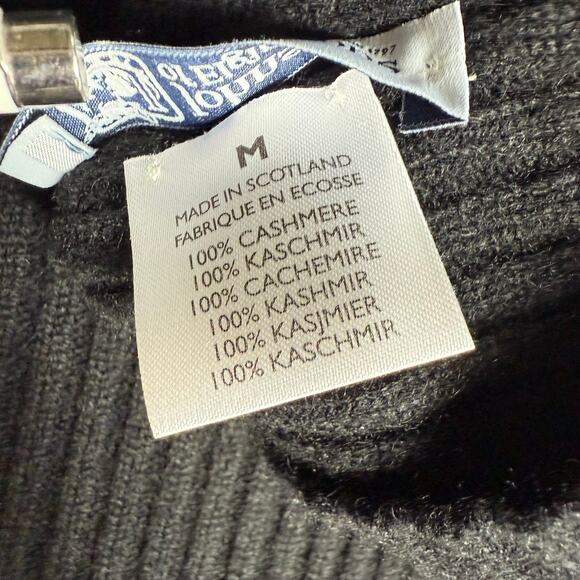 M
MADE IN SCOTLAND
FABRIQUE EN ECOSSE
100% CASHMERE
100% KASCHMIR
100% CACHEMIRE
100% KASHMIR
100% KASJMIER
100% KASCHMIR